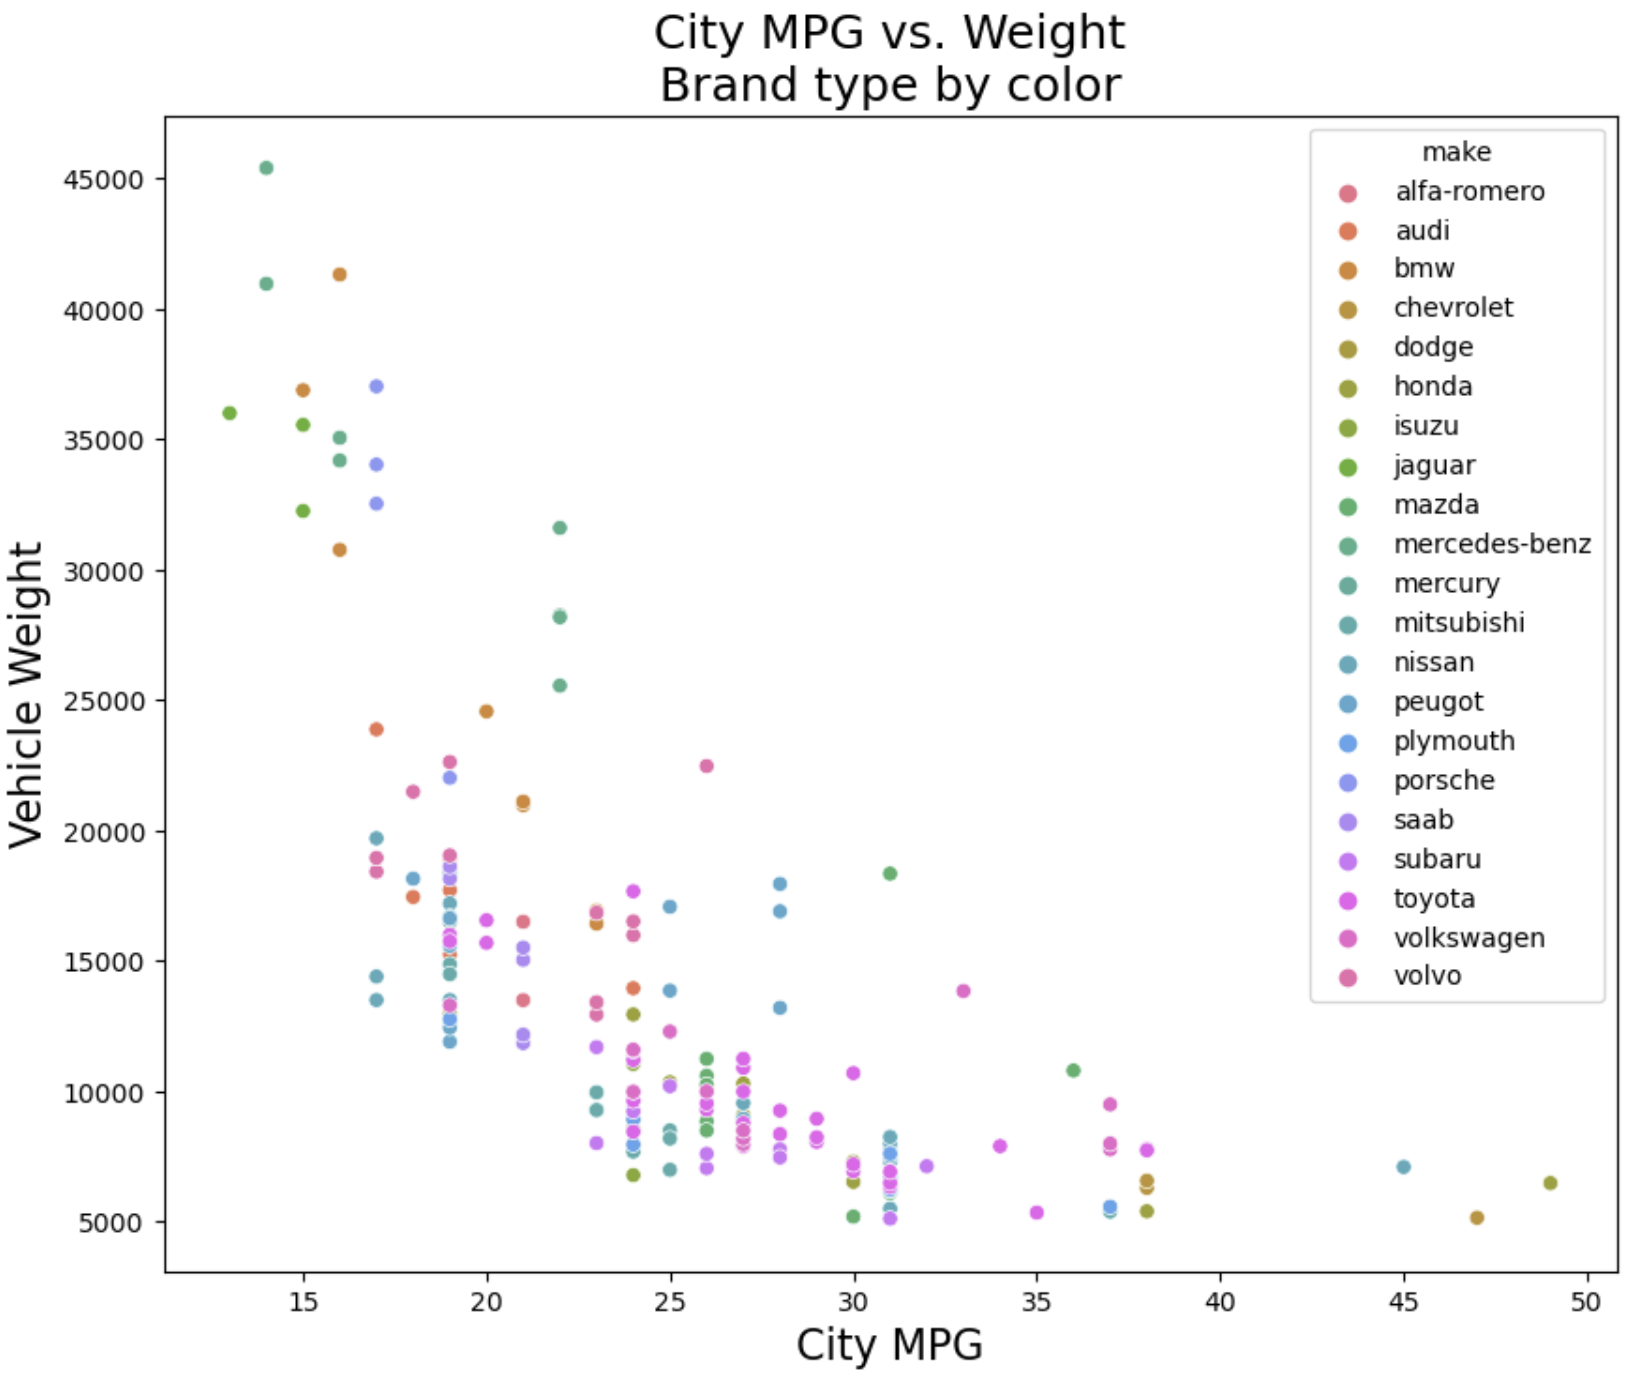 City MPG vs. Weight
Brand type by color
Vehicle Weight
45000
40000
35000
30000
25000
20000
15000
10000
5000
make
alfa-romero
audi
bmw
chevrolet
dodge
honda
isuzu
jaguar
mazda
mercedes-benz
mercury
mitsubishi
nissan
peugot
plymouth
porsche
saab
subaru
toyota
volkswagen
volvo
15 20 25 30 35 40 45 50
City MPG